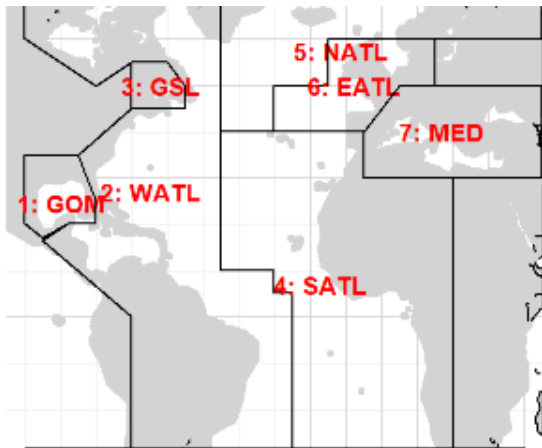 5: NATL
3: GSL
6: EATL
7: MED
2: WATL
1: GOM
4: SATL